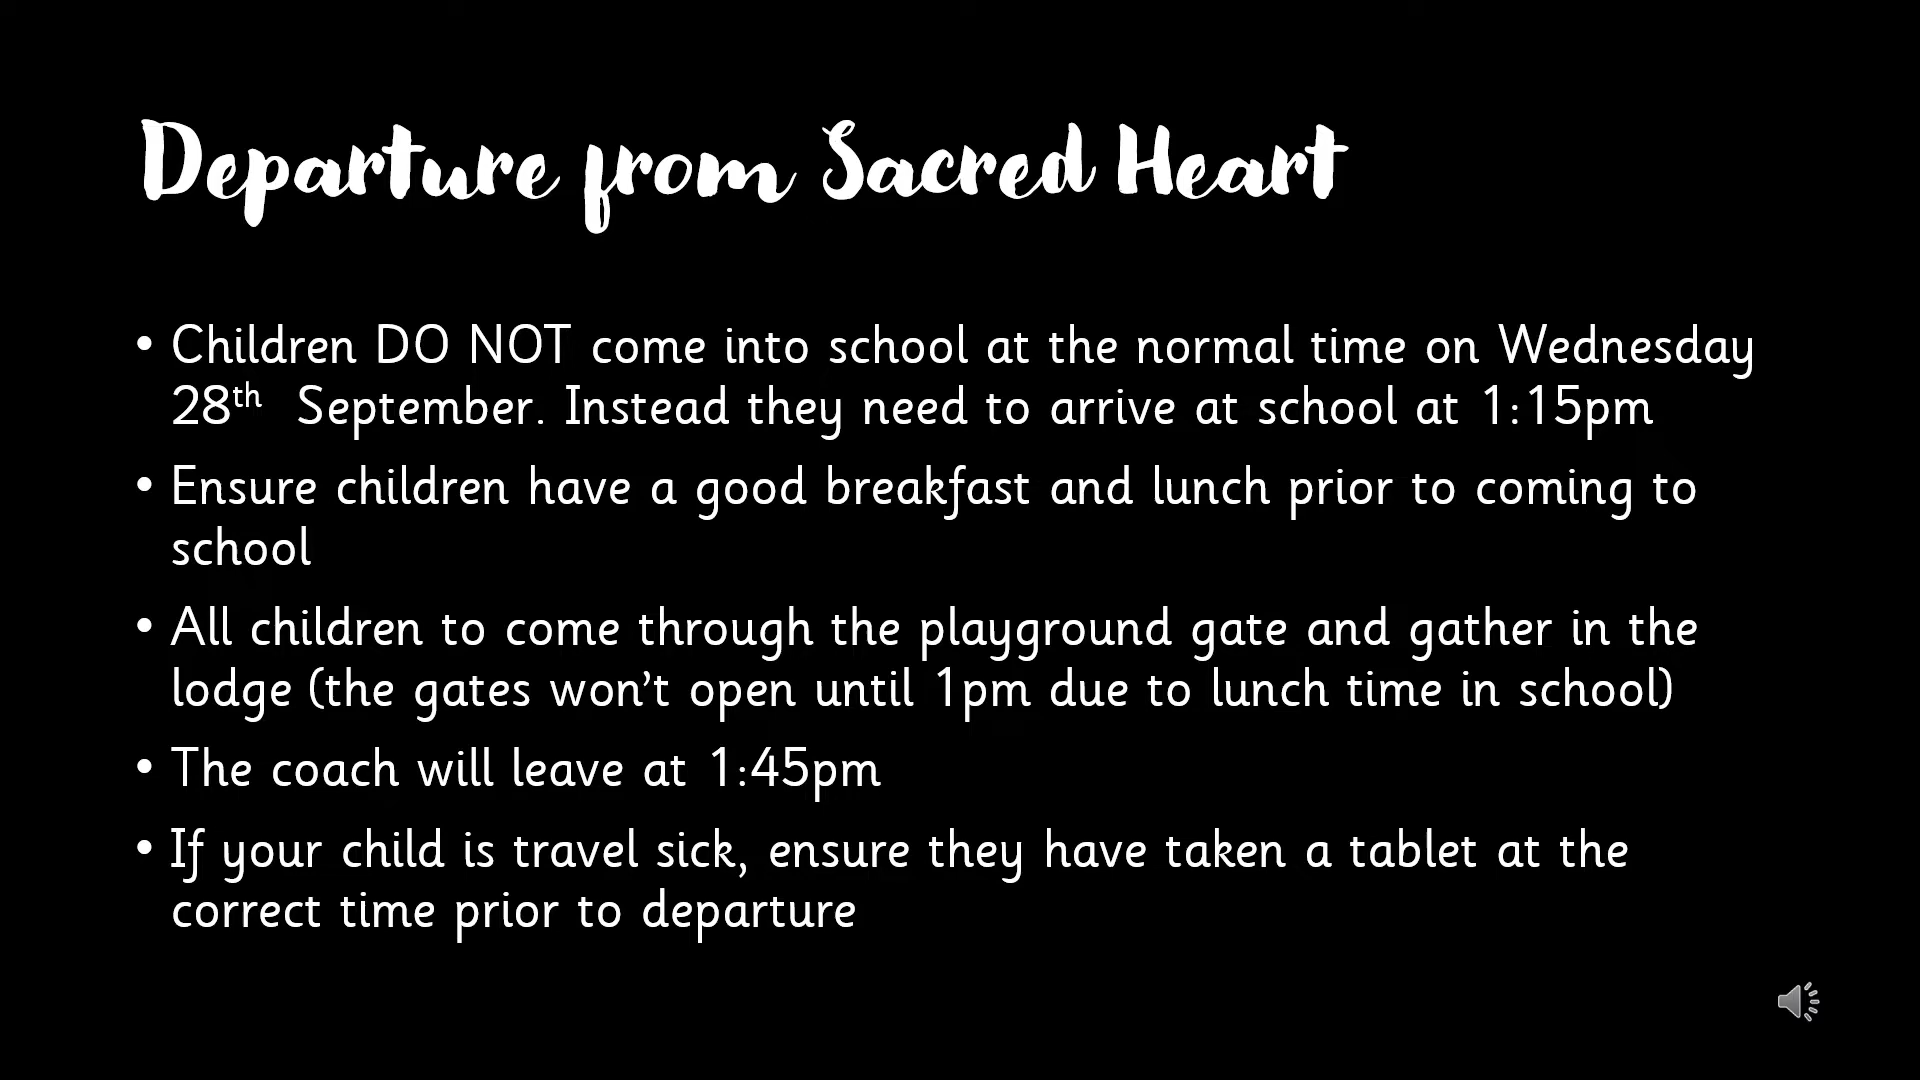 Departure from Sacred Heart
• Children DO NOT come into school at the normal time on Wednesday
28th September. Instead they need to arrive at school at 1:15pm
• Ensure children have a good breakfast and lunch prior to coming to
school
• All children to come through the playground gate and gather in the
lodge (the gates won’t open until 1pm due to lunch time in school)
• The coach will leave at 1:45pm
• If your child is travel sick, ensure they have taken a tablet at the
correct time prior to departure